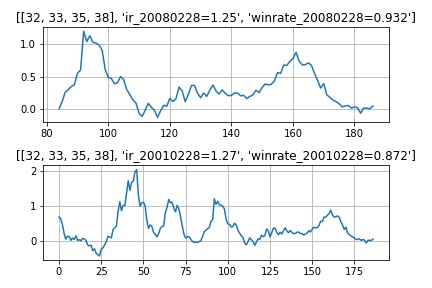 [[32, 33, 35, 38], 'ir_20080228=1.25', 'winrate_20080228=0.932']
1.0
0.5
0.0
80 100 120 140 160 180
[[32, 33, 35, 38], 'ir_20010228=1.27', 'winrate_20010228=0.872']
2
1
0
0 25 50 75 100 125 150 175